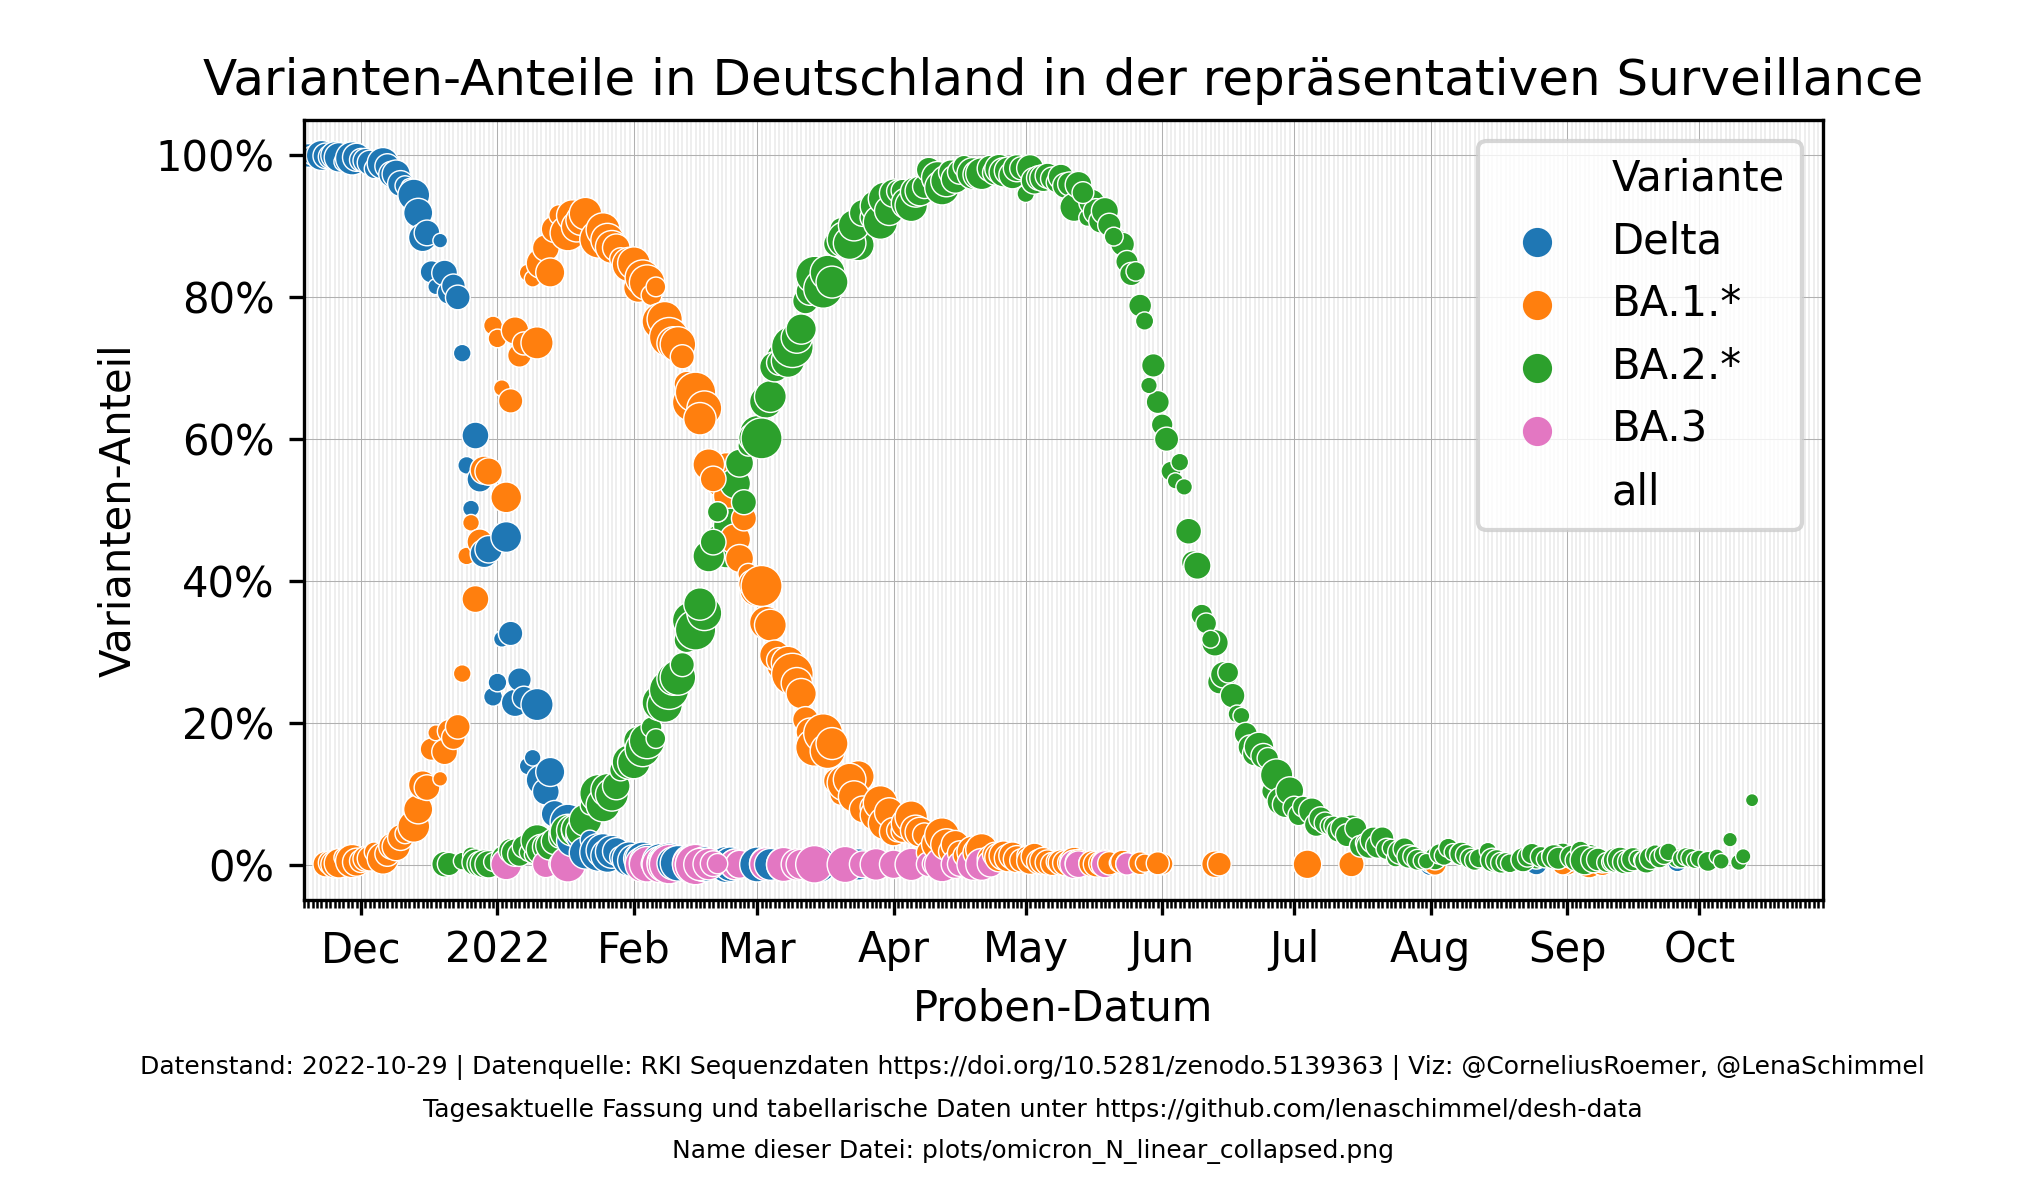 Varianten-Anteile in Deutschland in der repräsentativen Surveillance
Varianten-Anteil
100%
80%
60%
40%
20%
0%
Variante
Delta
BA.1.*
BA.2.*
BA.3
all
Dec 2022 Feb Mar Apr May Jun Jul Aug Sep Oct
Proben-Datum
Datenstand: 2022-10-29 | Datenquelle: RKI Sequenzdaten https://doi.org/10.5281/zenodo.5139363 | Viz: @CorneliusRoemer, @LenaSchimmel
Tagesaktuelle Fassung und tabellarische Daten unter https://github.com/lenaschimmel/desh-data
Name dieser Datei: plots/omicron_N_linear_collapsed.png